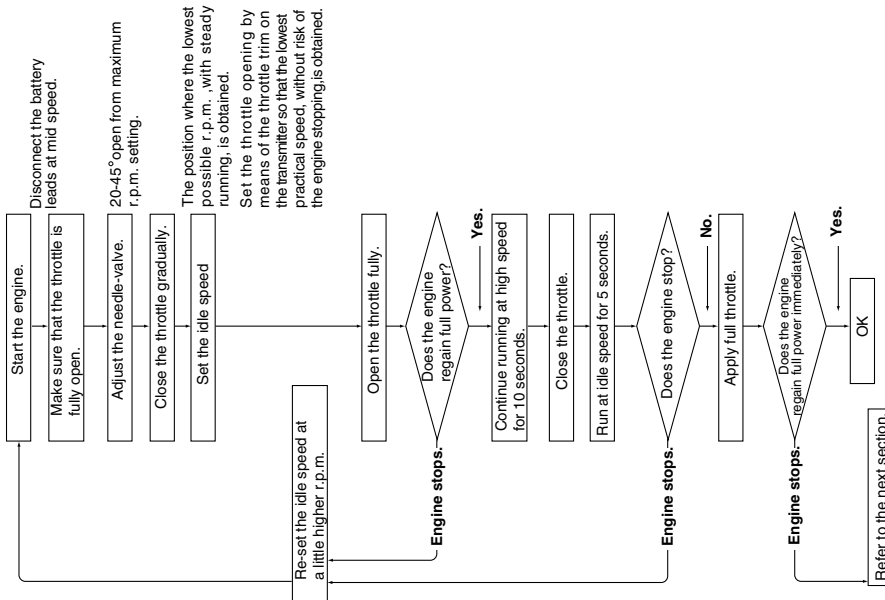 Start the engine.
Disconnect the battery
leads at mid speed.
Make sure that the throttle is
fully open.
Adjust the needle-valve.
20-45°open from maximum
r.p.m. setting.
Close the throttle gradually.
Set the idle speed
The position where the lowest
possible r.p.m. ,with steady
running, is obtained.
Set the throttle opening by
means of the throttle trim on
the transmitter so that the lowest
practical speed, without risk of
the engine stopping,is obtained.
Re-set the idle speed at
a little higher r.p.m.
Open the throttle fully.
Does the engine
regain full power?
Engine stops.
Yes.
Continue running at high speed
for 10 seconds.
Close the throttle.
Run at idle speed for 5 seconds.
Does the engine stop?
Engine stops.
No.
Apply full throttle.
Does the engine
regain full power immediately?
Engine stops.
Yes.
OK
Refer to the next section.